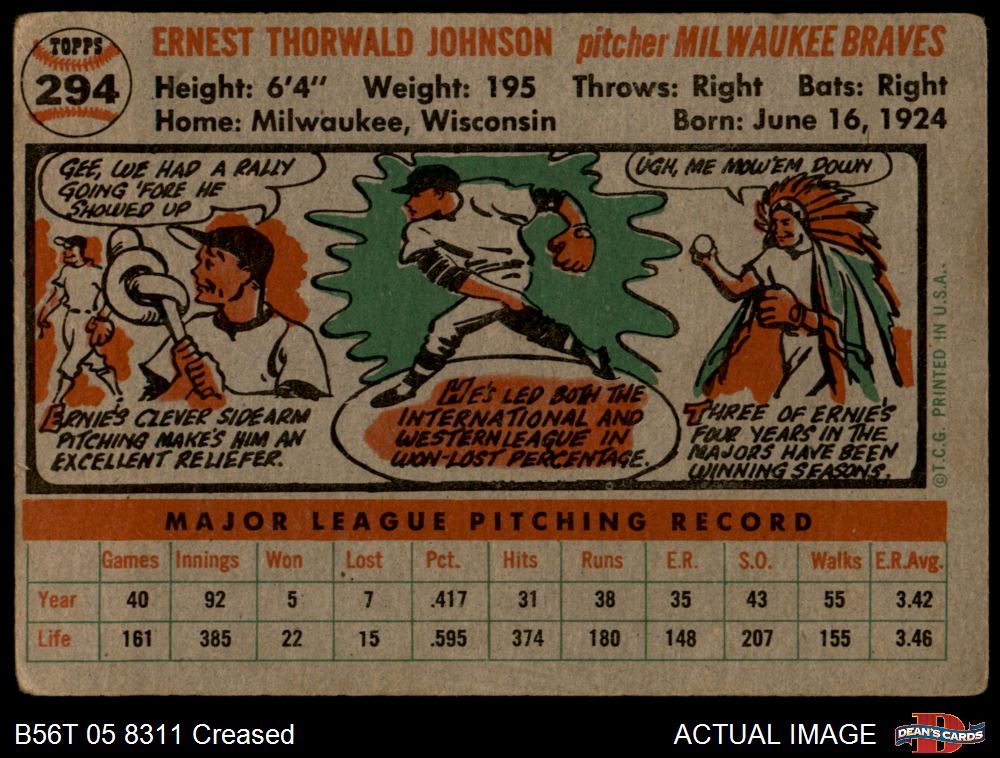 TOPPS
294
ERNEST THORWALD JOHNSON pitcher MILWAUKEE BRAVES
Height: 6'4" Weight: 195 Throws: Right Bats: Right
Home: Milwaukee, Wisconsin Born: June 16, 1924
GEE, WE HAD A RALLY
GOING 'FORE HE
SHOWED UP
UGH, ME MOW'EM DOWN
ERNIE'S CLEVER SIDEARM
PITCHING MAKES HIM AN
EXCELLENT RELIEFER.
HE'S LED BOTH THE
INTERNATIONAL AND
WESTERN LEAGUE IN
WON-LOST PERCENTAGE.
THREE OF ERNIE'S
FOUR YEARS IN THE
MAJORS HAVE BEEN
WINNING SEASONS.
©T.C.G. PRINTED IN U.S.A.
MAJOR LEAGUE PITCHING RECORD
Games Innings Won Lost Pct. Hits Runs E.R. S.O. Walks E.R.Avg.
Year 40 92 5 7 .417 31 38 35 43 55 3.42
Life 161 385 22 15 .595 374 180 148 207 155 3.46
B56T 05 8311 Creased
ACTUAL IMAGE
D
DEAN'S CARDS